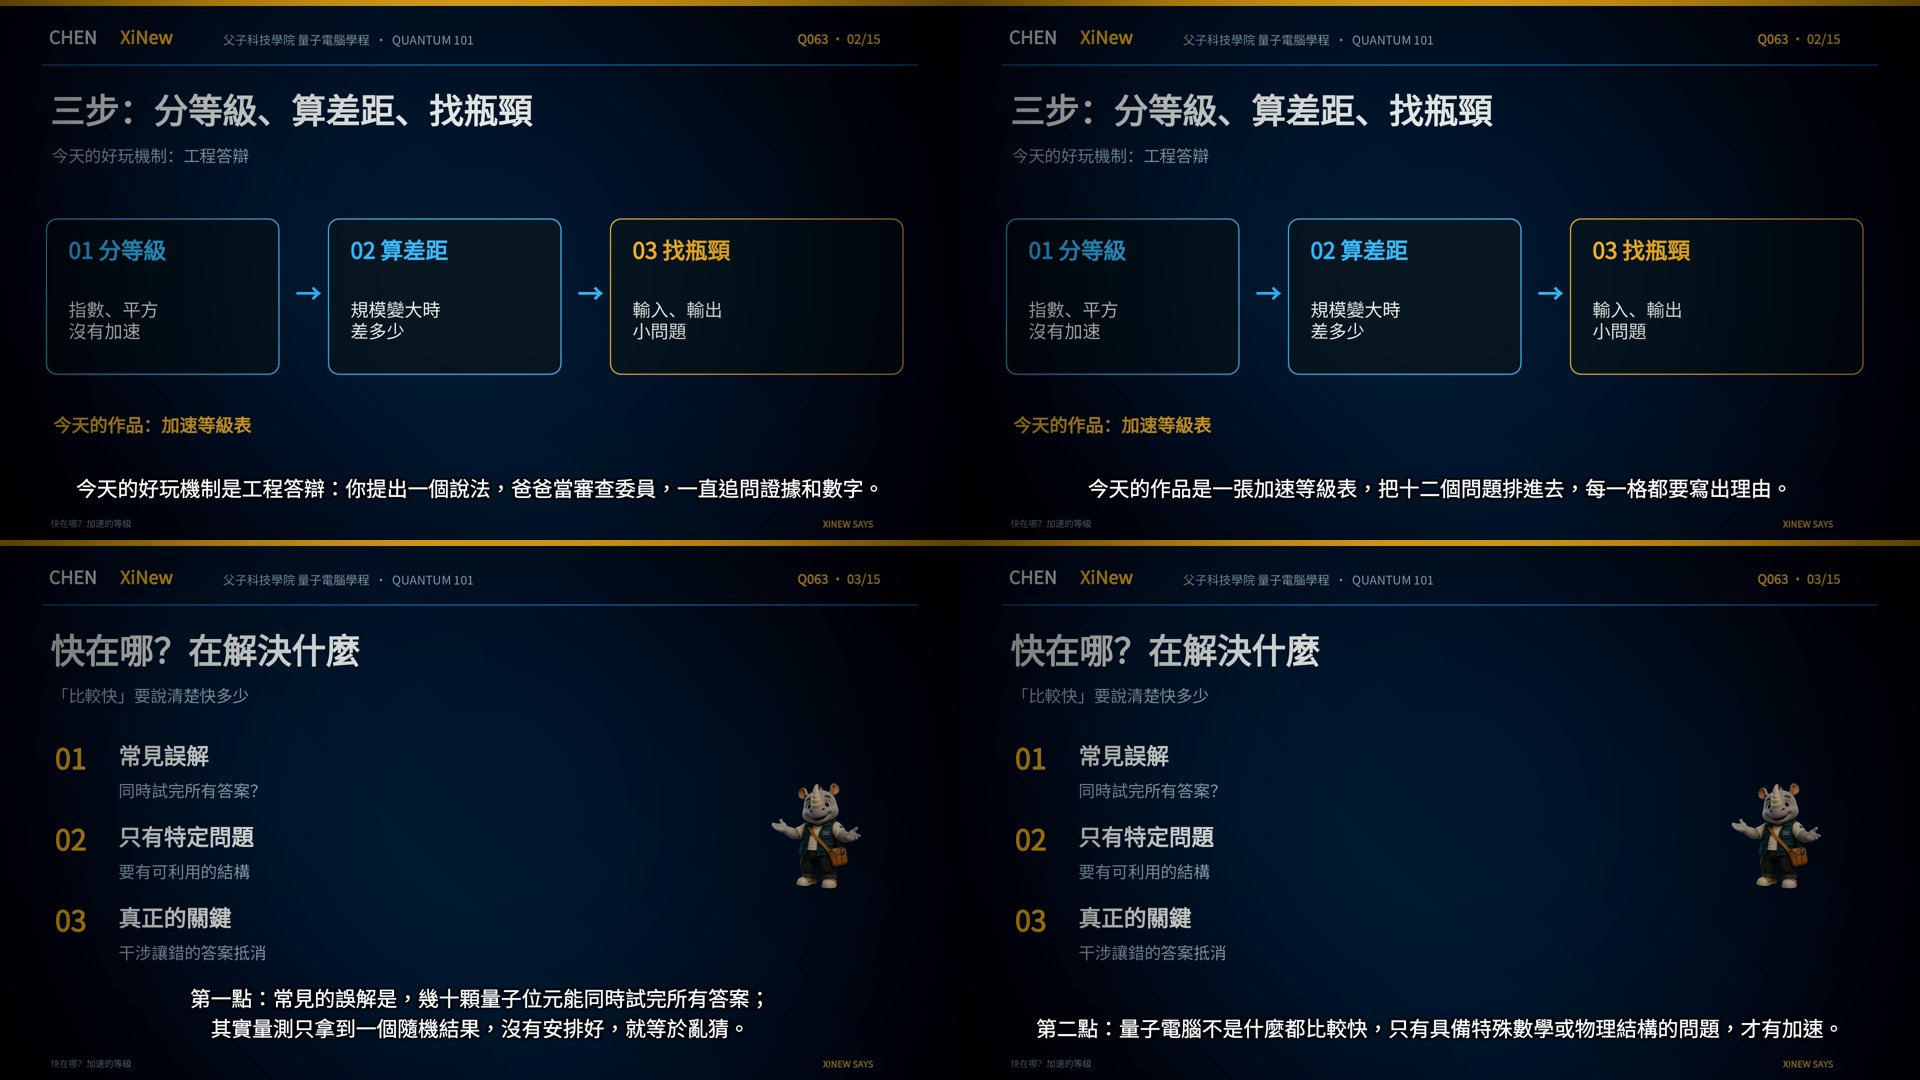 CHEN XiNew 父子科技學院 量子電腦學程 · QUANTUM 101 Q063 · 02/15
三步：分等級、算差距、找瓶頸
今天的好玩機制：工程答辯
01 分等級
指數、平方
沒有加速
→
02 算差距
規模變大時
差多少
→
03 找瓶頸
輸入、輸出
小問題
今天的作品：加速等級表
今天的好玩機制是工程答辯：你提出一個說法，爸爸當審查委員，一直追問證據和數字。
快在哪？加速的等級 XINEW SAYS
CHEN XiNew 父子科技學院 量子電腦學程 · QUANTUM 101 Q063 · 02/15
三步：分等級、算差距、找瓶頸
今天的好玩機制：工程答辯
01 分等級
指數、平方
沒有加速
→
02 算差距
規模變大時
差多少
→
03 找瓶頸
輸入、輸出
小問題
今天的作品：加速等級表
今天的作品是一張加速等級表，把十二個問題排進去，每一格都要寫出理由。
快在哪？加速的等級 XINEW SAYS
CHEN XiNew 父子科技學院 量子電腦學程 · QUANTUM 101 Q063 · 03/15
快在哪？在解決什麼
「比較快」要說清楚快多少
01 常見誤解
同時試完所有答案？
02 只有特定問題
要有可利用的結構
03 真正的關鍵
干涉讓錯的答案抵消
第一點：常見的誤解是，幾十顆量子位元能同時試完所有答案；
其實量測只拿到一個隨機結果，沒有安排好，就等於亂猜。
快在哪？加速的等級 XINEW SAYS
CHEN XiNew 父子科技學院 量子電腦學程 · QUANTUM 101 Q063 · 03/15
快在哪？在解決什麼
「比較快」要說清楚快多少
01 常見誤解
同時試完所有答案？
02 只有特定問題
要有可利用的結構
03 真正的關鍵
干涉讓錯的答案抵消
第二點：量子電腦不是什麼都比較快，只有具備特殊數學或物理結構的問題，才有加速。
快在哪？加速的等級 XINEW SAYS